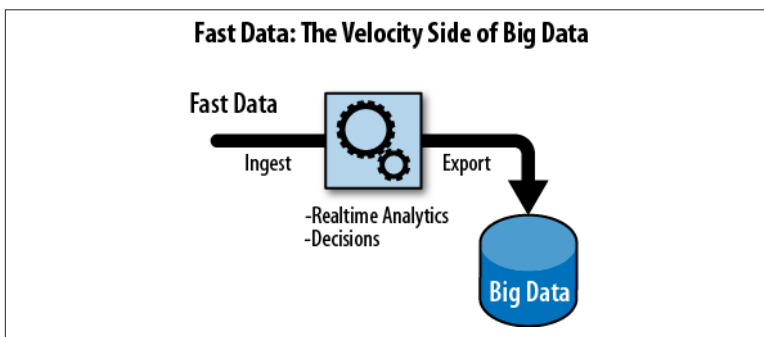 Fast Data: The Velocity Side of Big Data
Fast Data
Ingest
Export
-Realtime Analytics
-Decisions
Big Data